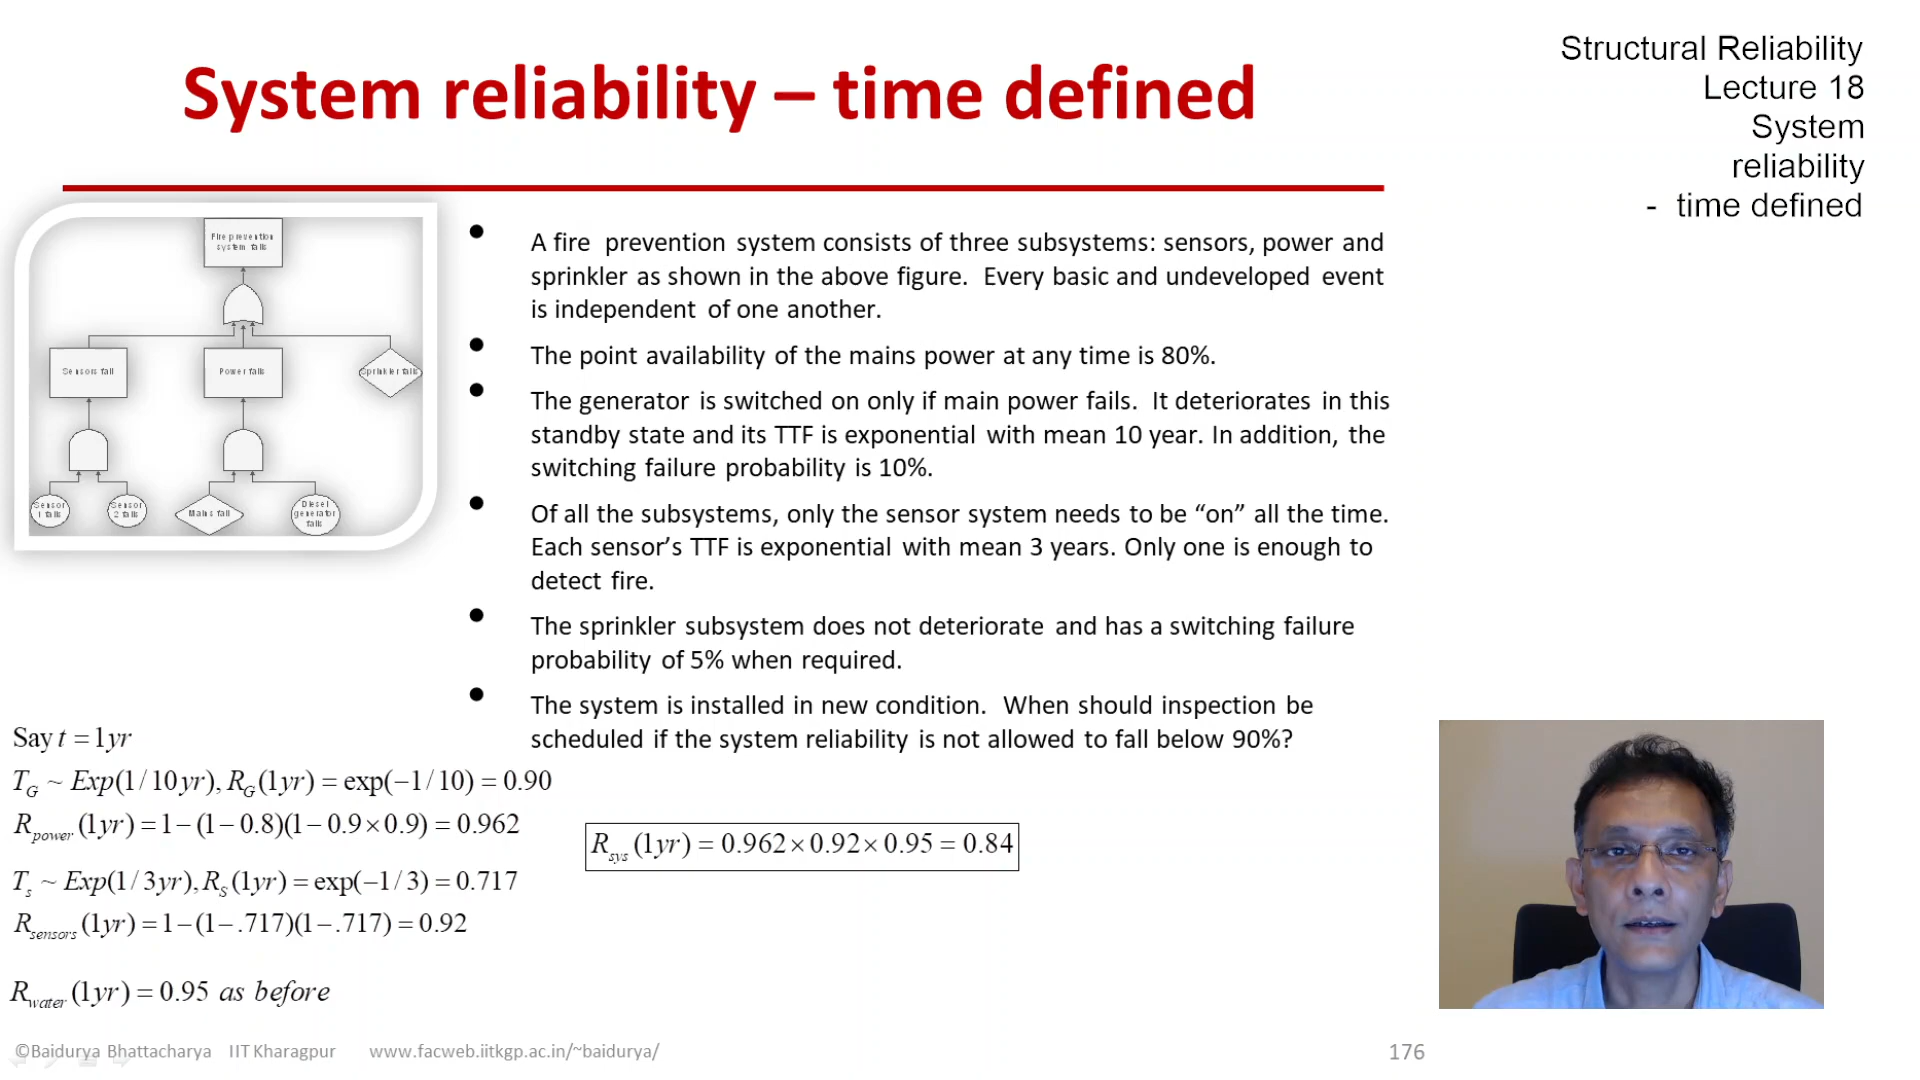 System reliability – time defined
Structural Reliability
Lecture 18
System
reliability
- time defined
Fire prevention
system fails
Sensors fail
Power fails
Sprinkler fails
Sensor
1 fails
Sensor
2 fails
Mains fail
Diesel
generator
fails
• A fire prevention system consists of three subsystems: sensors, power and
sprinkler as shown in the above figure. Every basic and undeveloped event
is independent of one another.
• The point availability of the mains power at any time is 80%.
• The generator is switched on only if main power fails. It deteriorates in this
standby state and its TTF is exponential with mean 10 year. In addition, the
switching failure probability is 10%.
• Of all the subsystems, only the sensor system needs to be “on” all the time.
Each sensor’s TTF is exponential with mean 3 years. Only one is enough to
detect fire.
• The sprinkler subsystem does not deteriorate and has a switching failure
probability of 5% when required.
• The system is installed in new condition. When should inspection be
scheduled if the system reliability is not allowed to fall below 90%?
Say t = 1yr
T_G ~ Exp(1/10yr), R_G(1yr) = exp(−1/10) = 0.90
R_power(1yr) = 1−(1−0.8)(1−0.9×0.9) = 0.962
T_s ~ Exp(1/3yr), R_S(1yr) = exp(−1/3) = 0.717
R_sensors(1yr) = 1−(1−.717)(1−.717) = 0.92
R_water(1yr) = 0.95 as before
R_sys(1yr) = 0.962×0.92×0.95 = 0.84
©Baidurya Bhattacharya IIT Kharagpur www.facweb.iitkgp.ac.in/~baidurya/
176